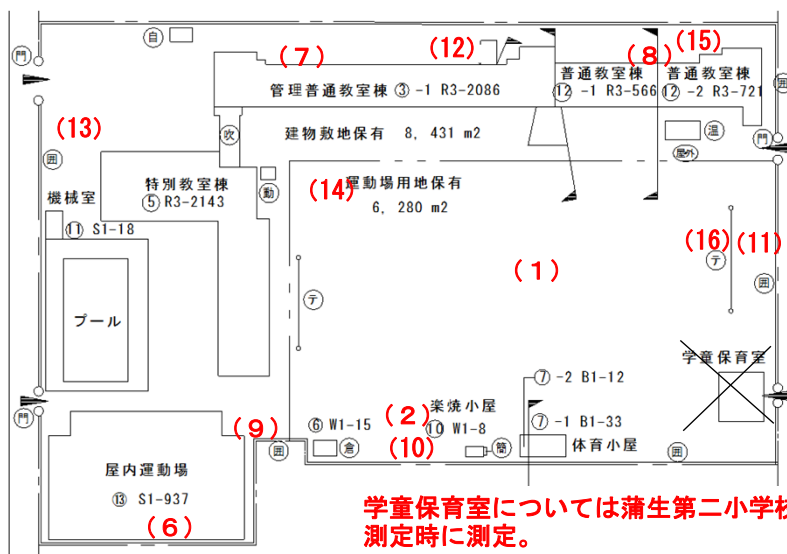 自
(7)
(12)
(8)
(15)
門
囲
管理普通教室棟 ③-1 R3-2086
普通教室棟
⑫-1 R3-566
普通教室棟
⑫-2 R3-721
(13)
吹
建物敷地保有 8,431 m2
温
門
屋外
囲
特別教室棟
⑤R3-2143
動
(14)
運動場用地保有
6,280 m2
機械室
⑪ S1-18
(16)
(11)
テ
(1)
囲
テ
プール
学童保育室
⑦-2 B1-12
楽焼小屋
(2)
⑩ W1-8
⑥ W1-15
⑦-1 B1-33
門
(9)
(10)
囲
倉
簡
体育小屋
囲
屋内運動場
⑬ S1-937
(6)
学童保育室については蒲生第二小学校
測定時に測定。